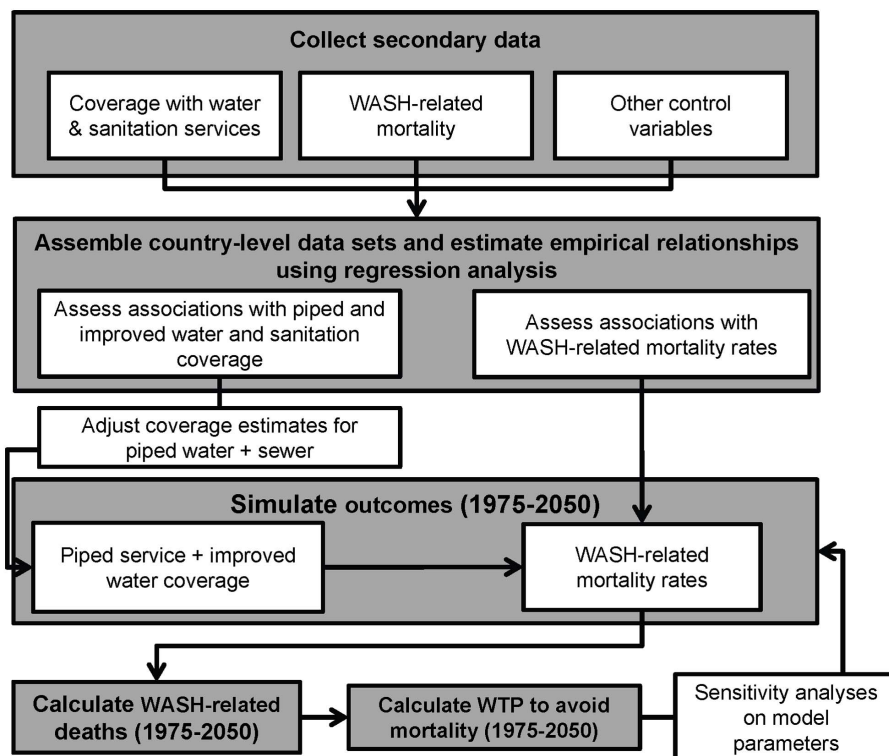 Collect secondary data
Coverage with water
& sanitation services
WASH-related
mortality
Other control
variables
Assemble country-level data sets and estimate empirical relationships
using regression analysis
Assess associations with piped and
improved water and sanitation
coverage
Assess associations with
WASH-related mortality rates
Adjust coverage estimates for
piped water + sewer
Simulate outcomes (1975-2050)
Piped service + improved
water coverage
WASH-related
mortality rates
Calculate WASH-related
deaths (1975-2050)
Calculate WTP to avoid
mortality (1975-2050)
Sensitivity analyses
on model
parameters